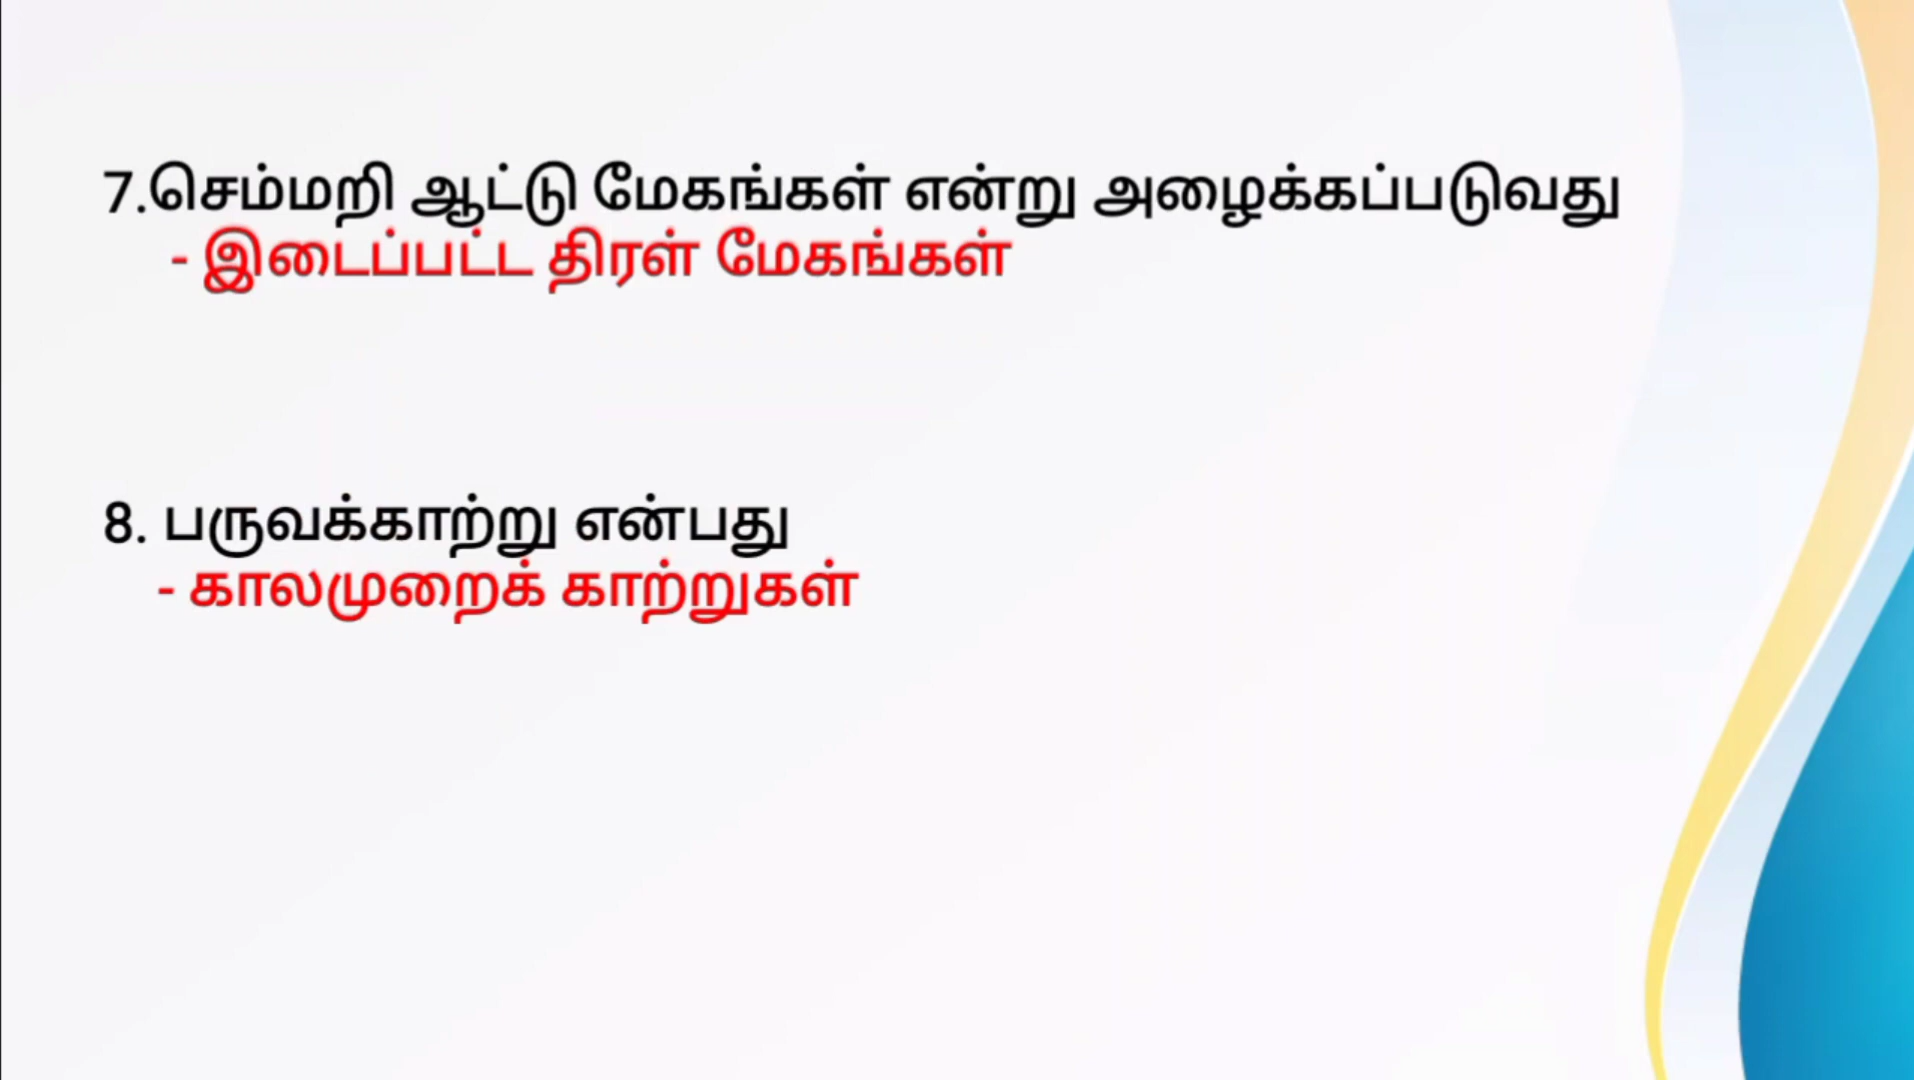 7.செம்மறி ஆட்டு மேகங்கள் என்று அழைக்கப்படுவது
- இடைப்பட்ட திரள் மேகங்கள்
8. பருவக்காற்று என்பது
- காலமுறைக் காற்றுகள்